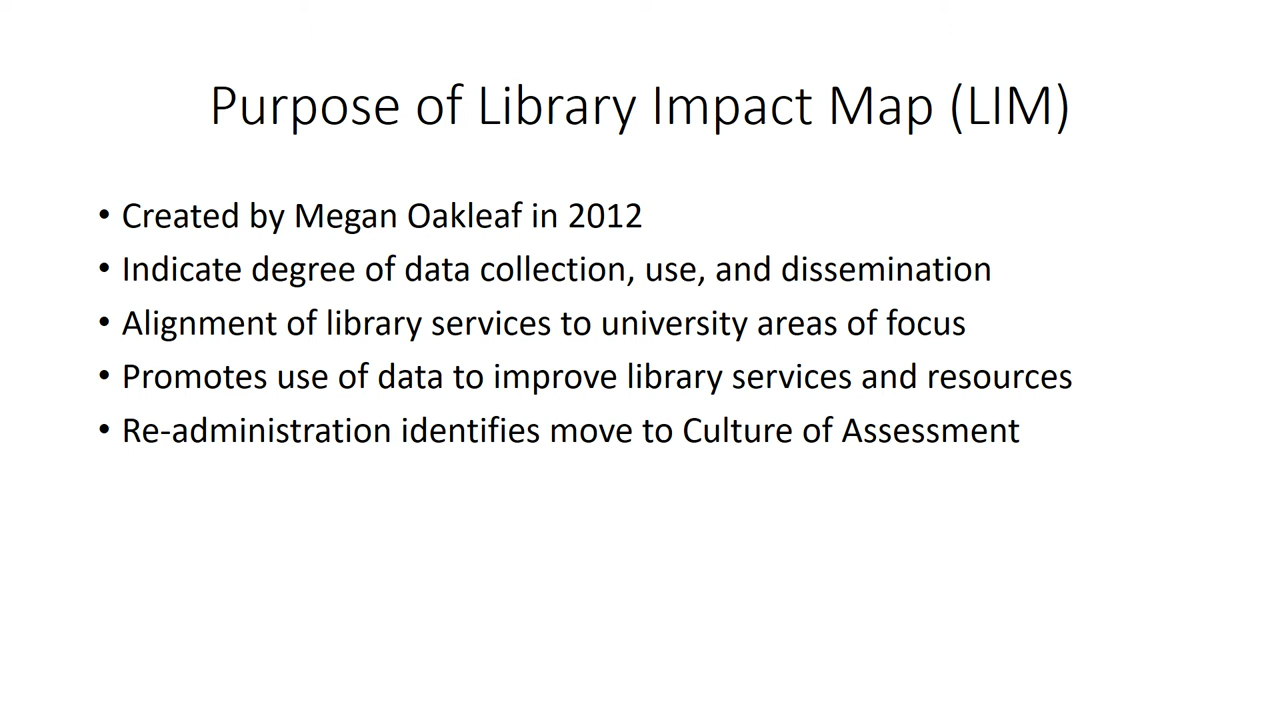 Purpose of Library Impact Map (LIM)
• Created by Megan Oakleaf in 2012
• Indicate degree of data collection, use, and dissemination
• Alignment of library services to university areas of focus
• Promotes use of data to improve library services and resources
• Re-administration identifies move to Culture of Assessment